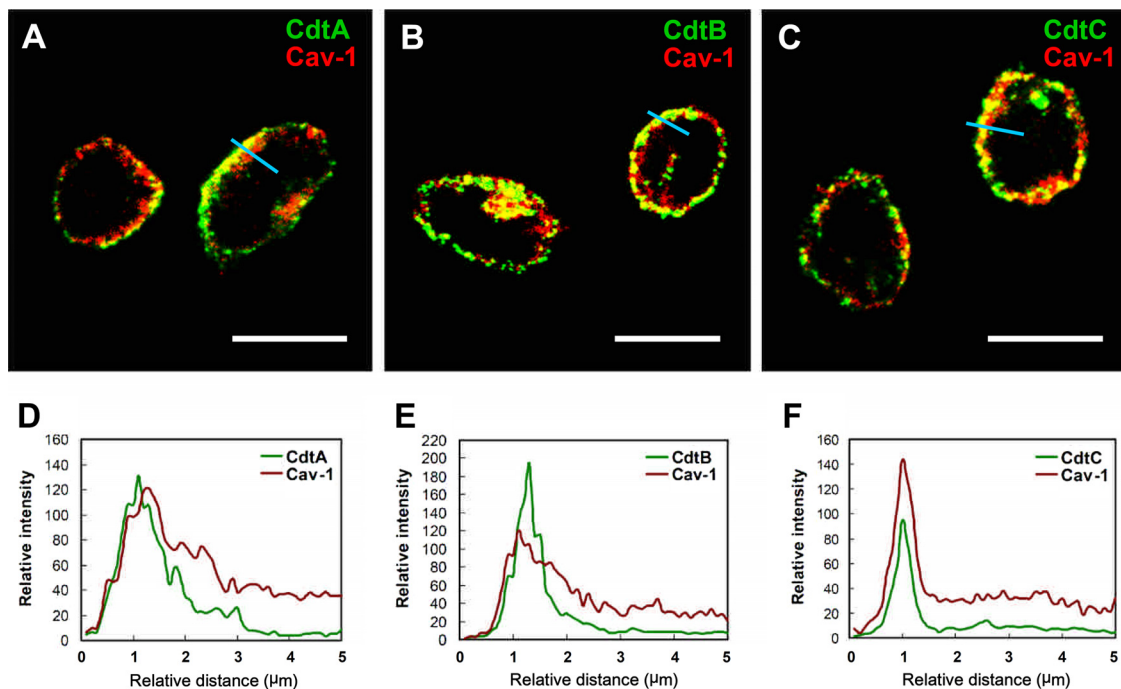 A
CdtA
Cav-1
B
CdtB
Cav-1
C
CdtC
Cav-1
D
160
140
120
100
80
60
40
20
0
Relative intensity
CdtA
Cav-1
0 1 2 3 4 5
Relative distance (μm)
E
220
200
180
160
140
120
100
80
60
40
20
0
Relative intensity
CdtB
Cav-1
0 1 2 3 4 5
Relative distance (μm)
F
160
140
120
100
80
60
40
20
0
Relative intensity
CdtC
Cav-1
0 1 2 3 4 5
Relative distance (μm)